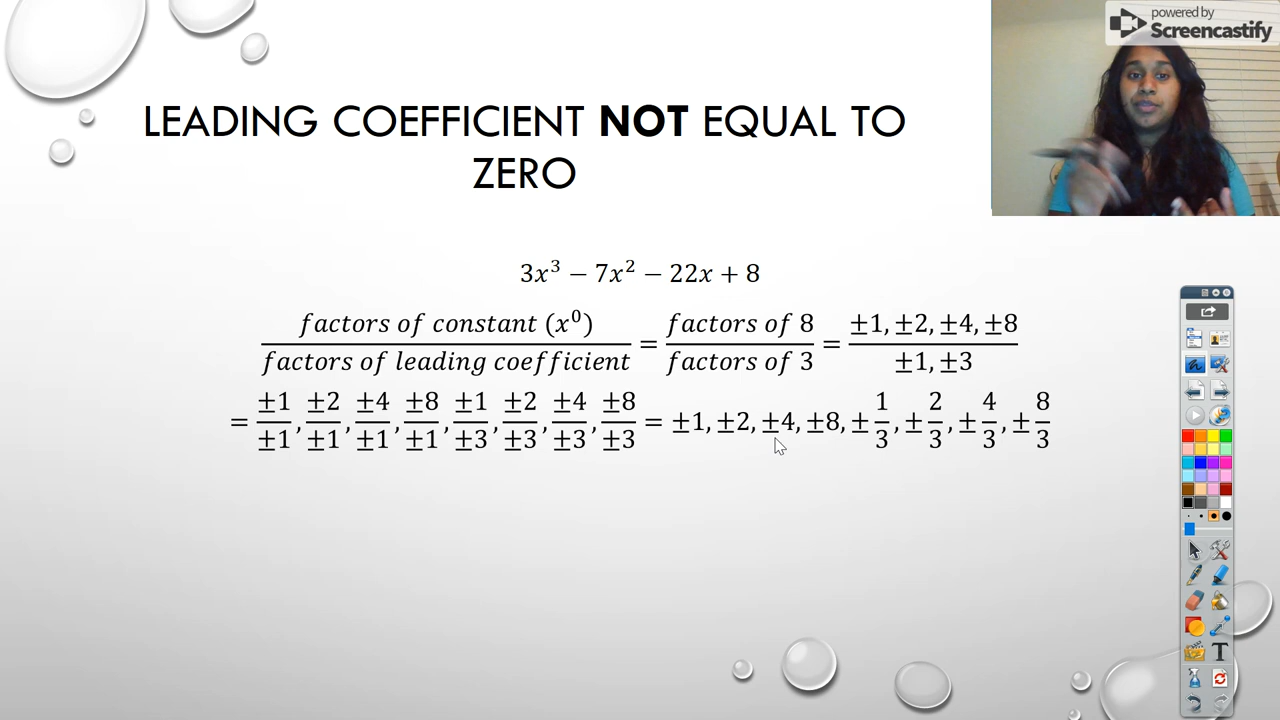 powered by
Screencastify
LEADING COEFFICIENT NOT EQUAL TO
ZERO
3x³ − 7x² − 22x + 8
factors of constant (x⁰) / factors of leading coefficient = factors of 8 / factors of 3 = ±1, ±2, ±4, ±8 / ±1, ±3
= ±1/±1, ±2/±1, ±4/±1, ±8/±1, ±1/±3, ±2/±3, ±4/±3, ±8/±3 = ±1, ±2, ±4, ±8, ±1/3, ±2/3, ±4/3, ±8/3
T